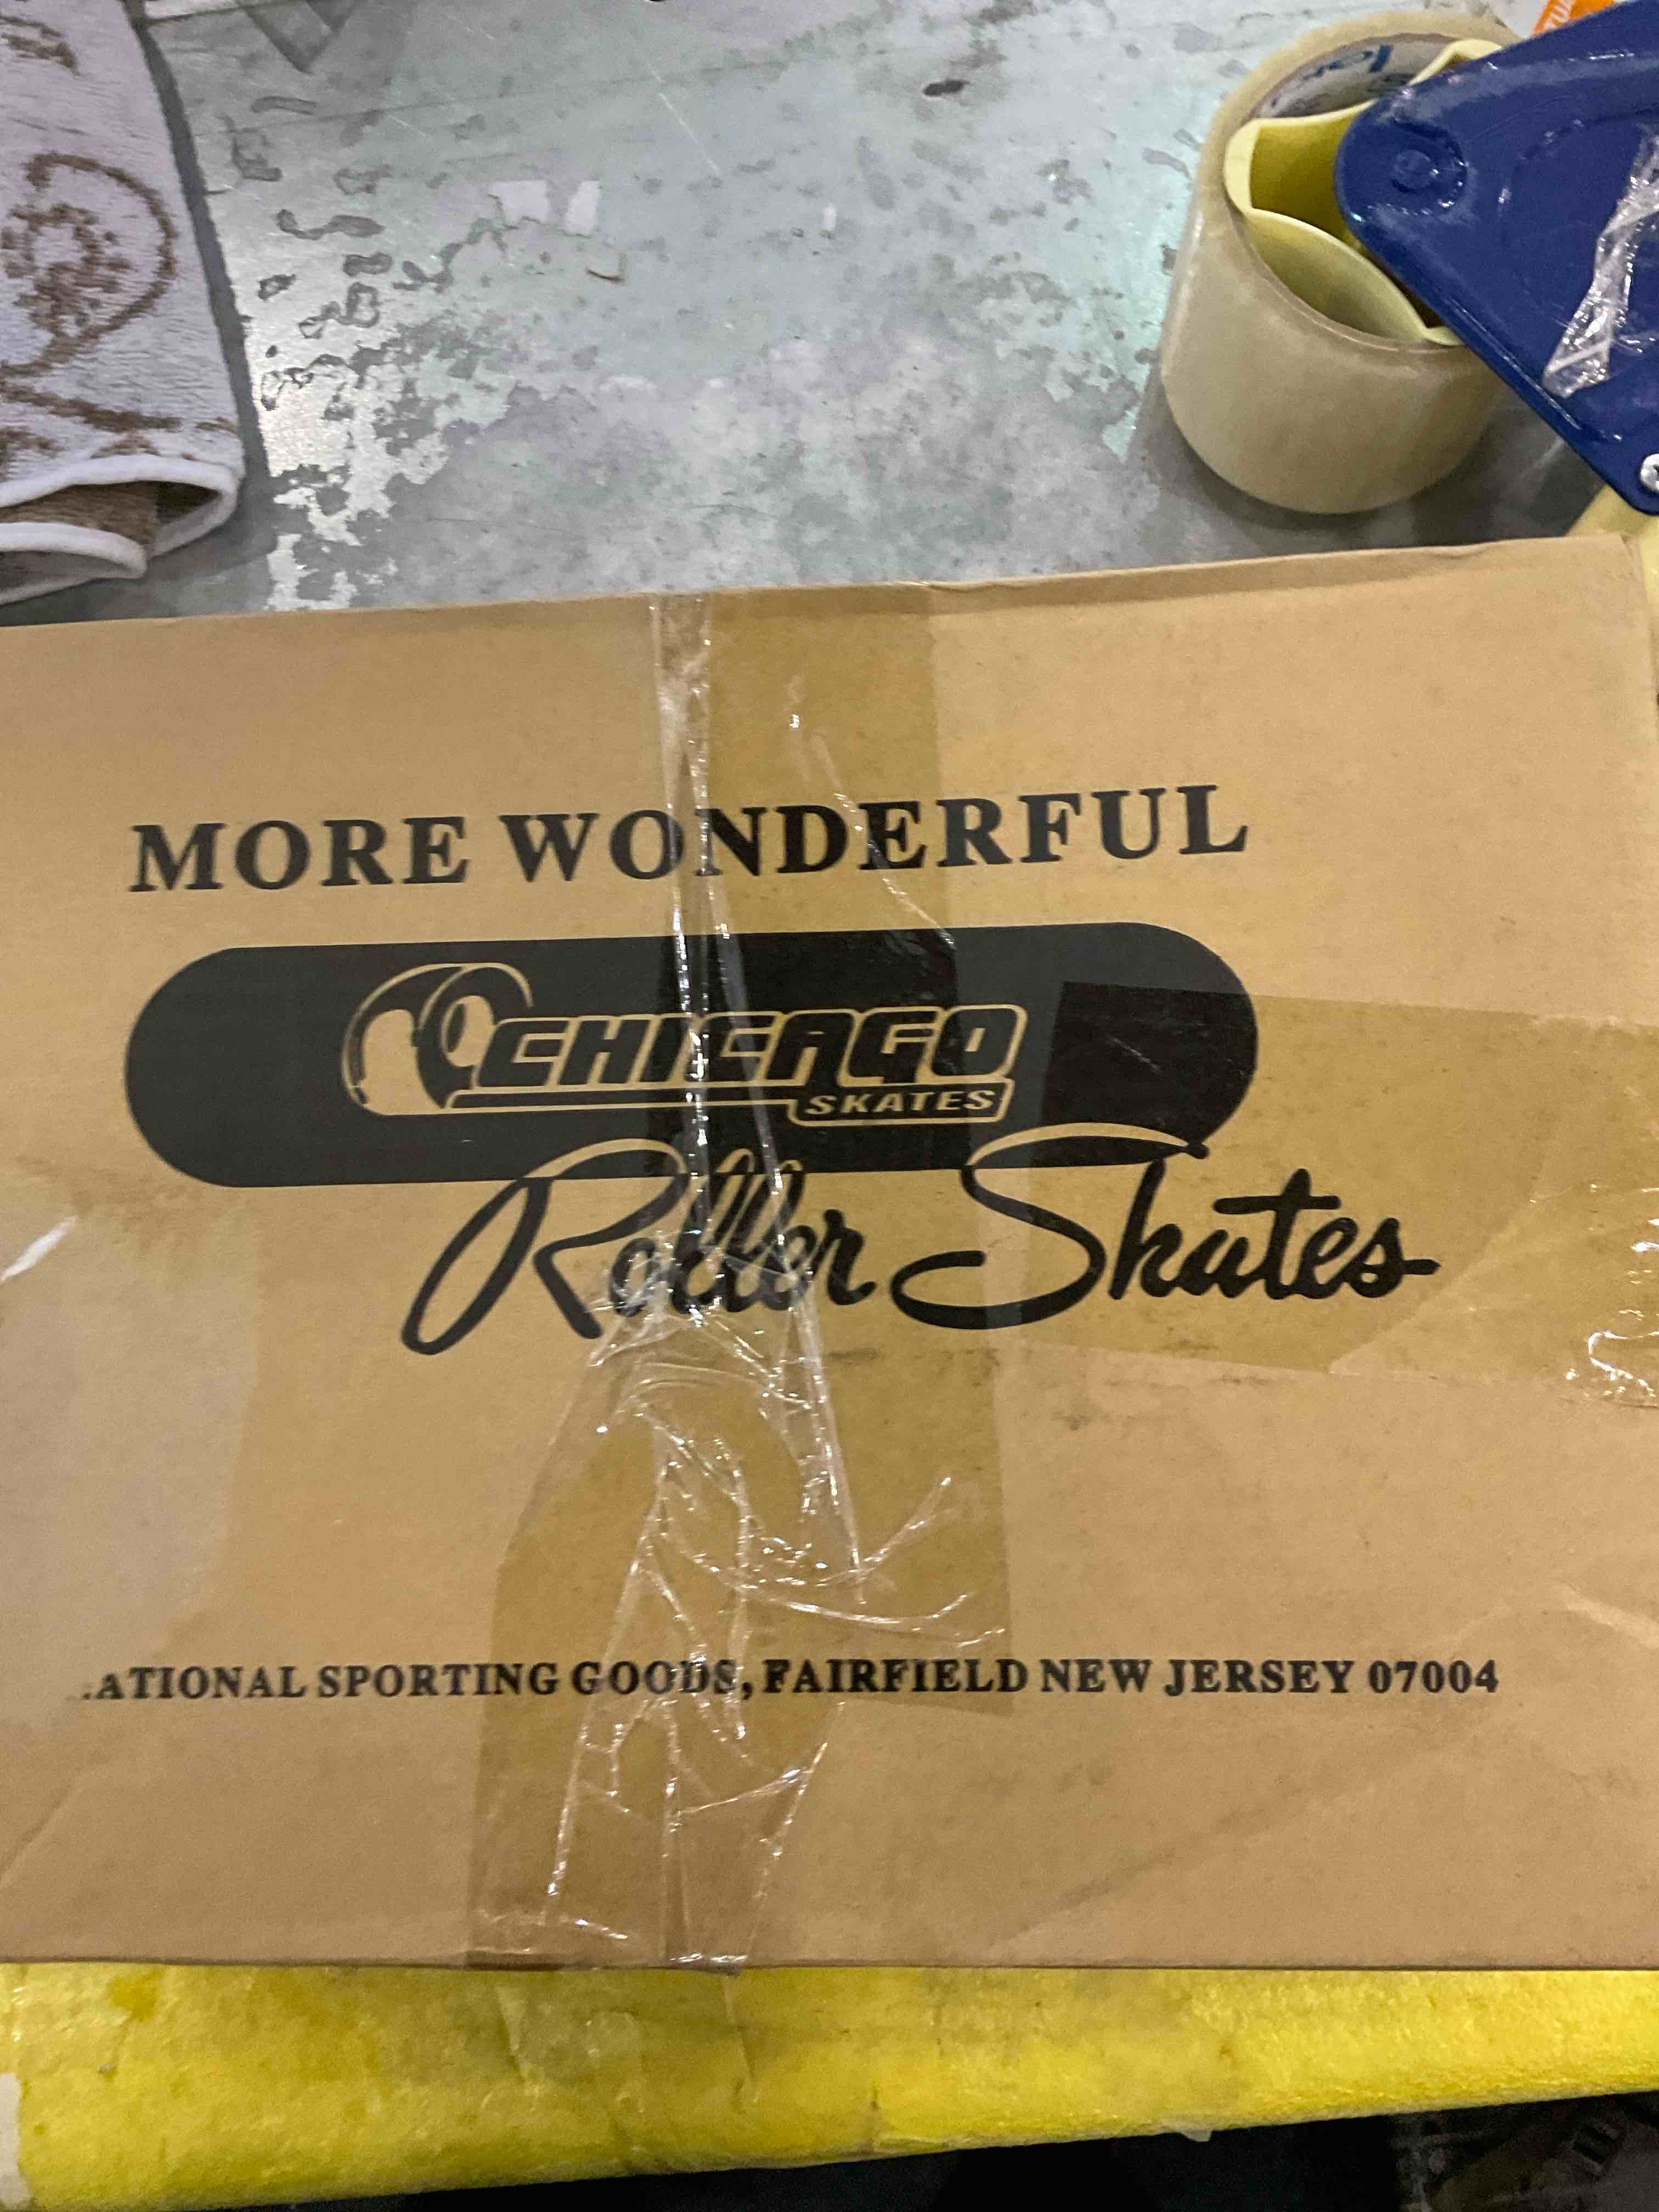 MORE WONDERFUL
CHICAGO
SKATES
Roller Skates
.ATIONAL SPORTING GOODS, FAIRFIELD NEW JERSEY 07004